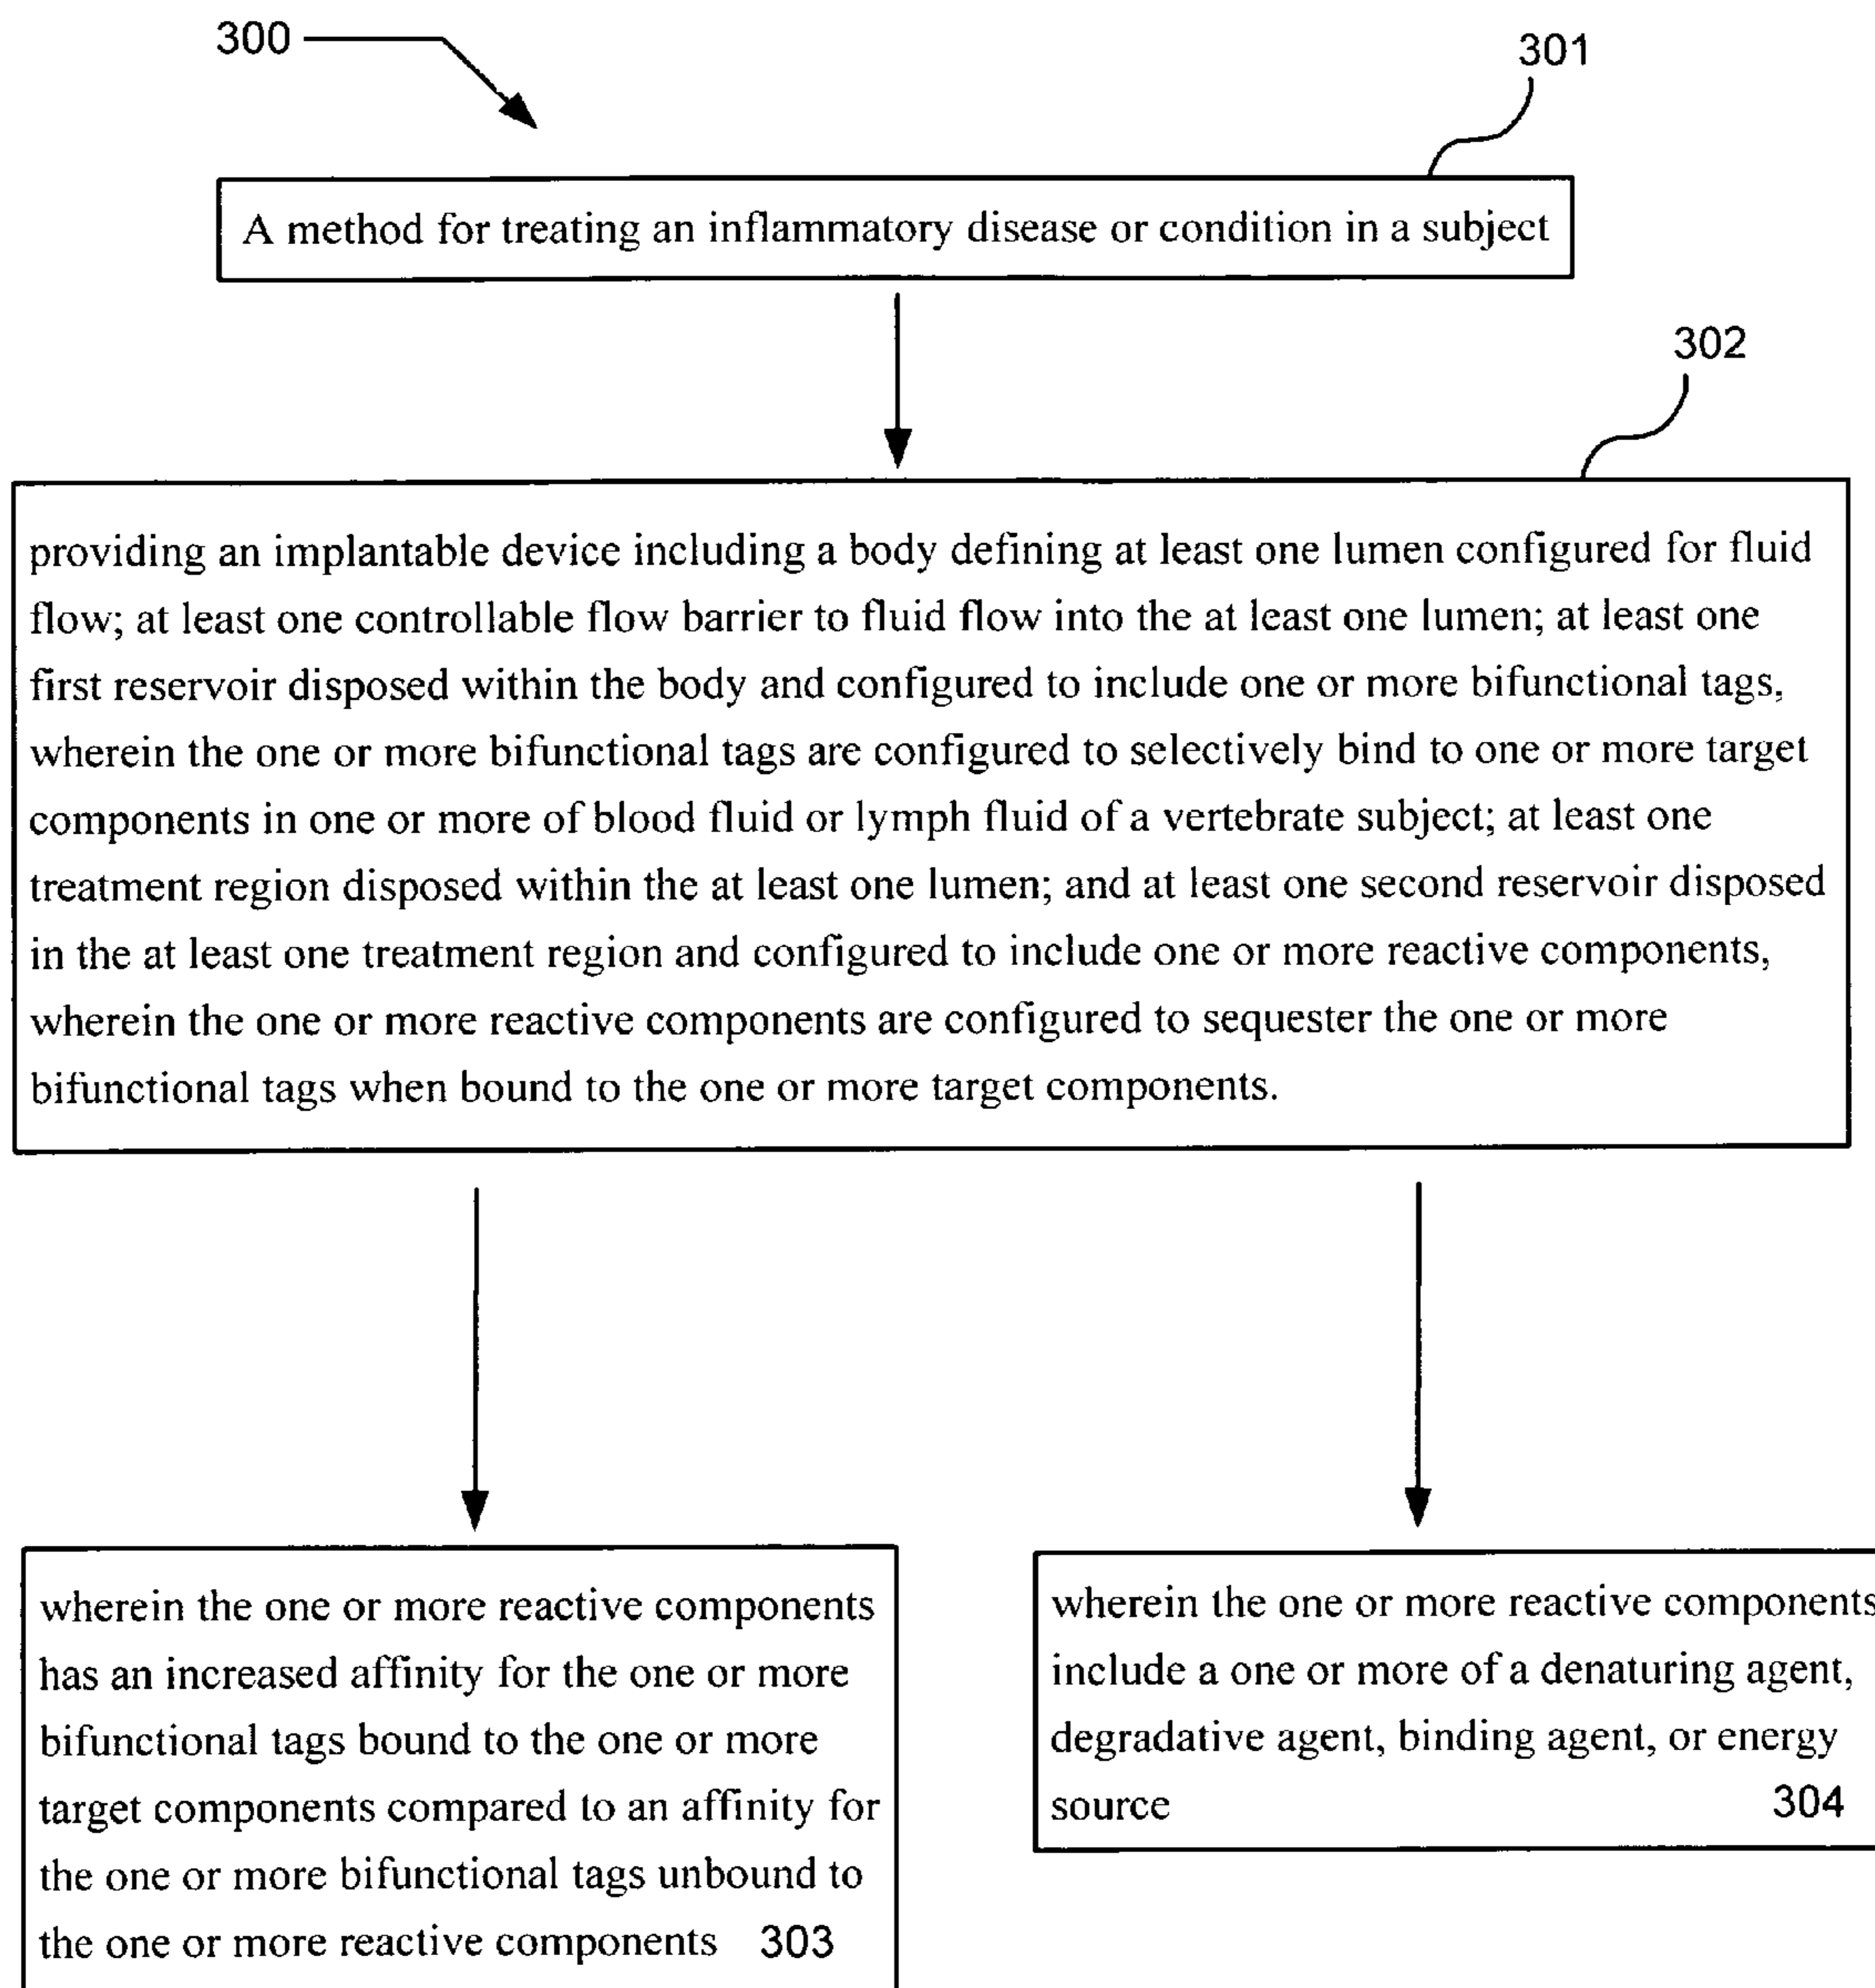 300
301
A method for treating an inflammatory disease or condition in a subject
302
providing an implantable device including a body defining at least one lumen configured for fluid
flow; at least one controllable flow barrier to fluid flow into the at least one lumen; at least one
first reservoir disposed within the body and configured to include one or more bifunctional tags,
wherein the one or more bifunctional tags are configured to selectively bind to one or more target
components in one or more of blood fluid or lymph fluid of a vertebrate subject; at least one
treatment region disposed within the at least one lumen; and at least one second reservoir disposed
in the at least one treatment region and configured to include one or more reactive components,
wherein the one or more reactive components are configured to sequester the one or more
bifunctional tags when bound to the one or more target components.
wherein the one or more reactive components
has an increased affinity for the one or more
bifunctional tags bound to the one or more
target components compared to an affinity for
the one or more bifunctional tags unbound to
the one or more reactive components 303
wherein the one or more reactive components
include a one or more of a denaturing agent,
degradative agent, binding agent, or energy
source 304